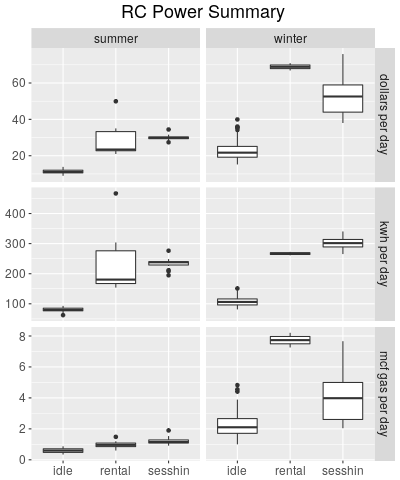 RC Power Summary
summer winter
60
40
20
dollars per day
400
300
200
100
kwh per day
8
6
4
2
0
mcf gas per day
idle rental sesshin idle rental sesshin